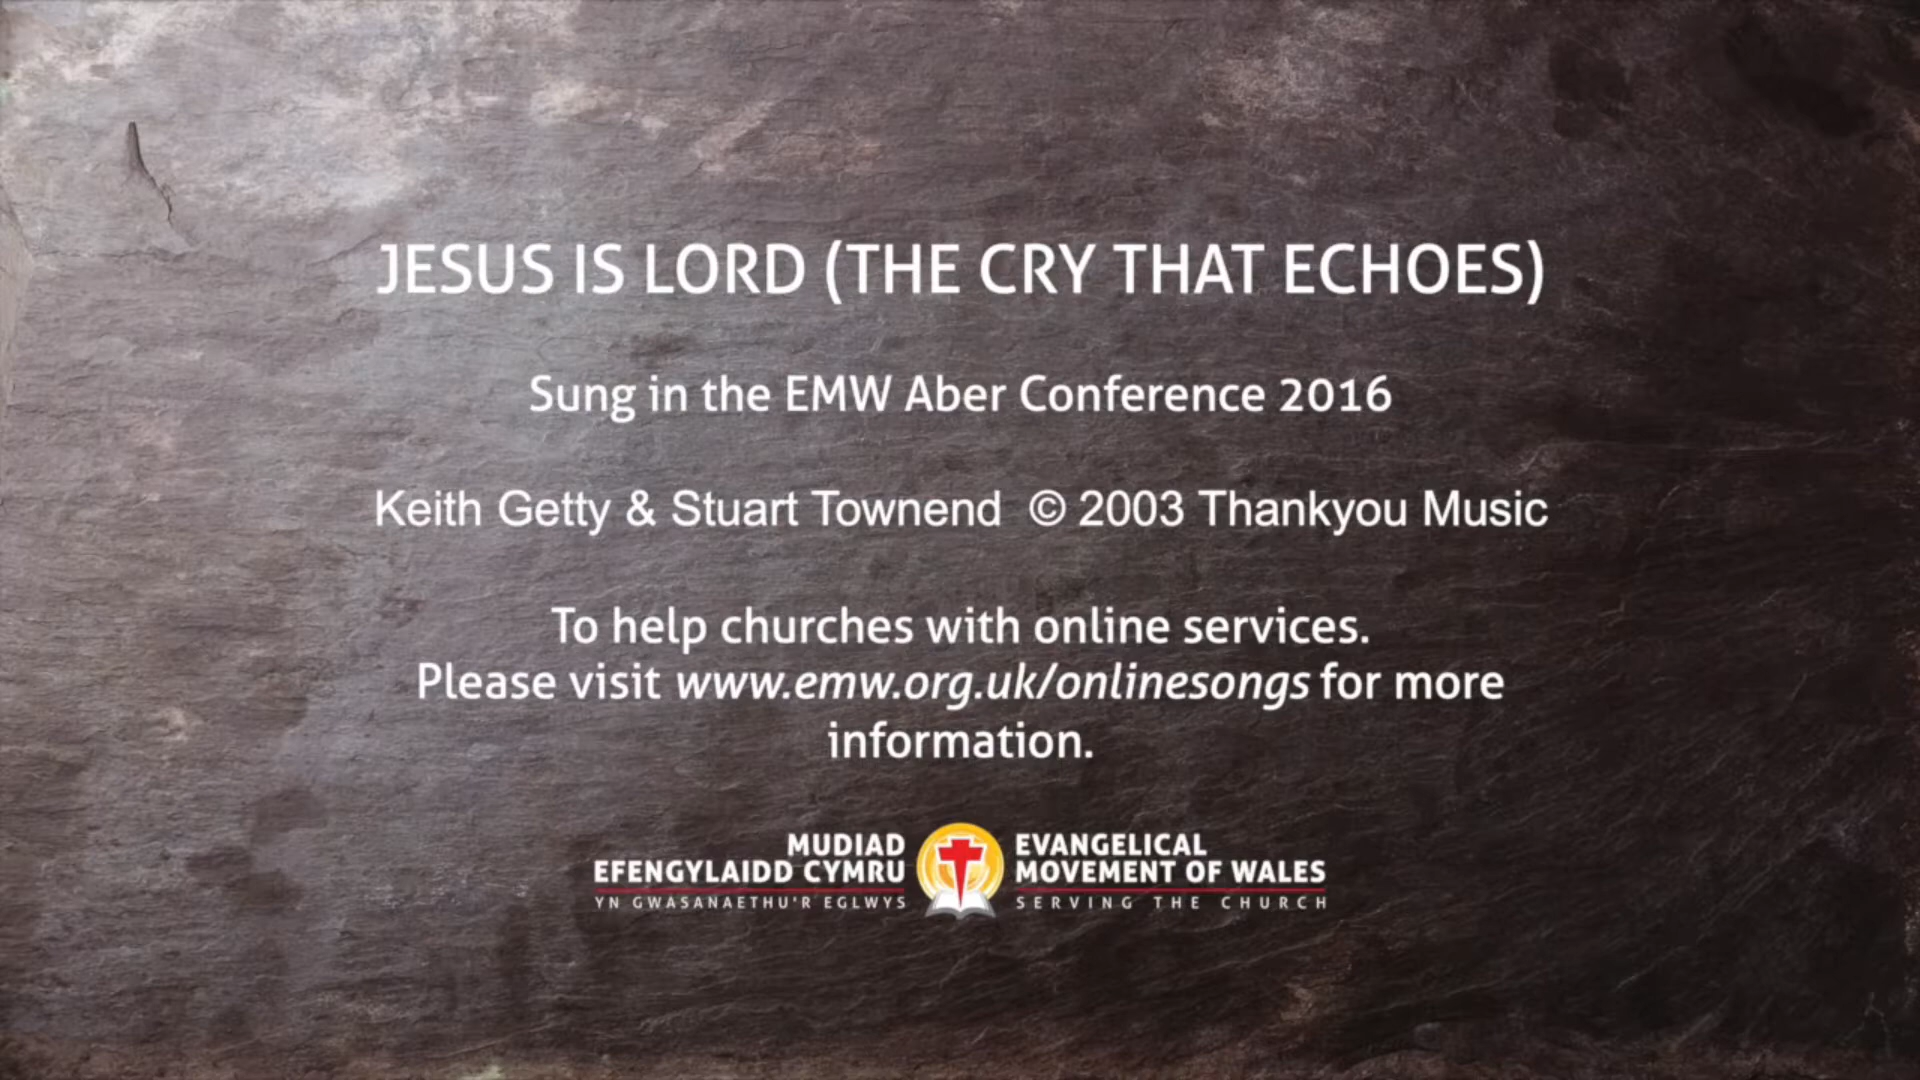 JESUS IS LORD (THE CRY THAT ECHOES)
Sung in the EMW Aber Conference 2016
Keith Getty & Stuart Townend © 2003 Thankyou Music
To help churches with online services.
Please visit www.emw.org.uk/onlinesongs for more
information.
MUDIAD
EFENGYLAIDD CYMRU
YN GWASANAETHU'R EGLWYS
EVANGELICAL
MOVEMENT OF WALES
SERVING THE CHURCH